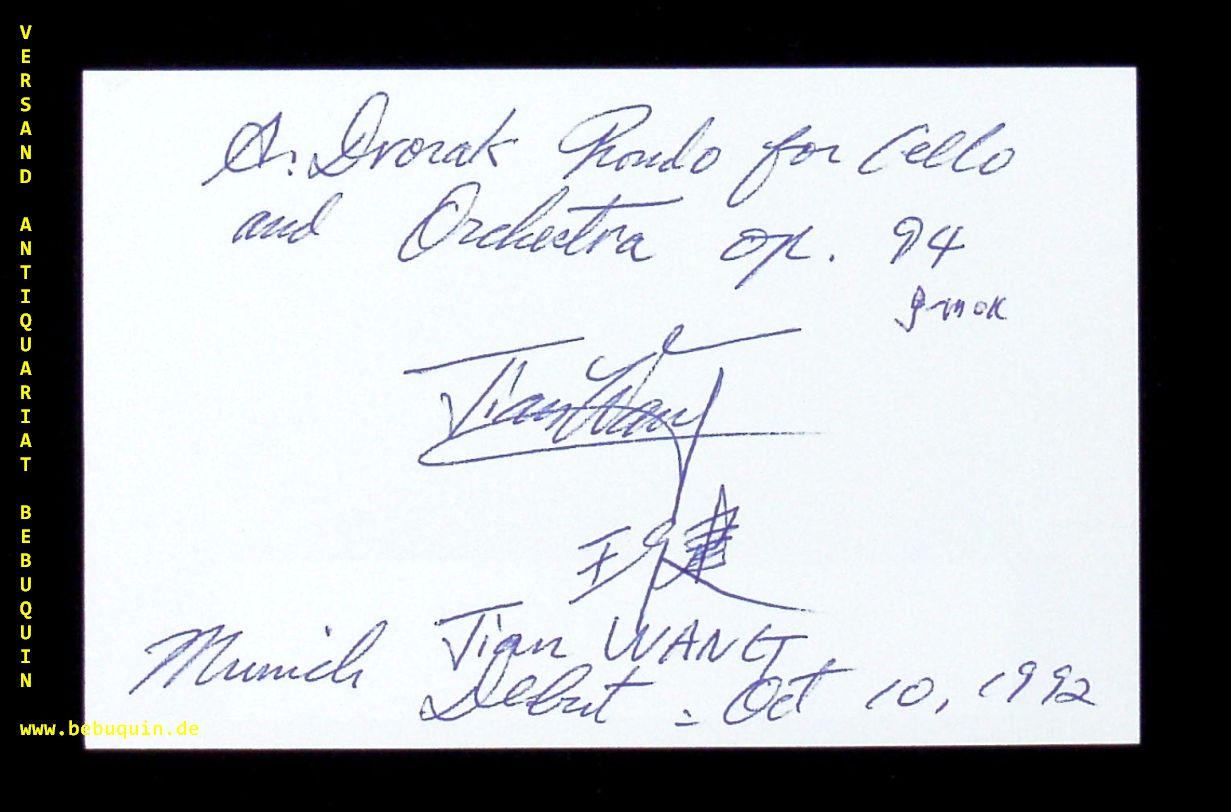 VERSAND ANTIQUARIAT BEBUQUIN
A. Dvorak Rondo for Cello
and Orchestra op. 94
g-moll
Jian Wang
王健
Jian WANG
Munich Debut - Oct 10, 1992
www.bebuquin.de